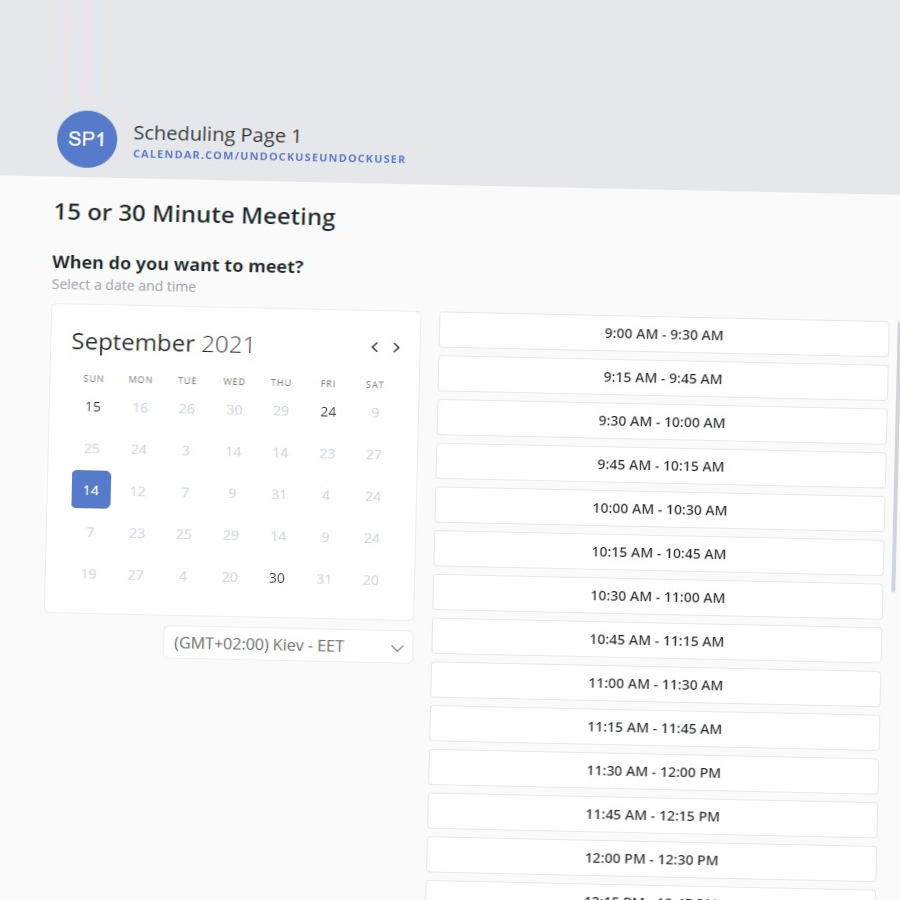 SP1
Scheduling Page 1
CALENDAR.COM/UNDOCKUSEUNDOCKUSER
15 or 30 Minute Meeting
When do you want to meet?
Select a date and time
September 2021
SUN MON TUE WED THU FRI SAT
15 16 26 30 29 24 9
25 24 3 14 14 23 27
14 12 7 9 31 4 24
7 23 25 29 14 9 24
19 27 4 20 30 31 20
(GMT+02:00) Kiev - EET
9:00 AM - 9:30 AM
9:15 AM - 9:45 AM
9:30 AM - 10:00 AM
9:45 AM - 10:15 AM
10:00 AM - 10:30 AM
10:15 AM - 10:45 AM
10:30 AM - 11:00 AM
10:45 AM - 11:15 AM
11:00 AM - 11:30 AM
11:15 AM - 11:45 AM
11:30 AM - 12:00 PM
11:45 AM - 12:15 PM
12:00 PM - 12:30 PM